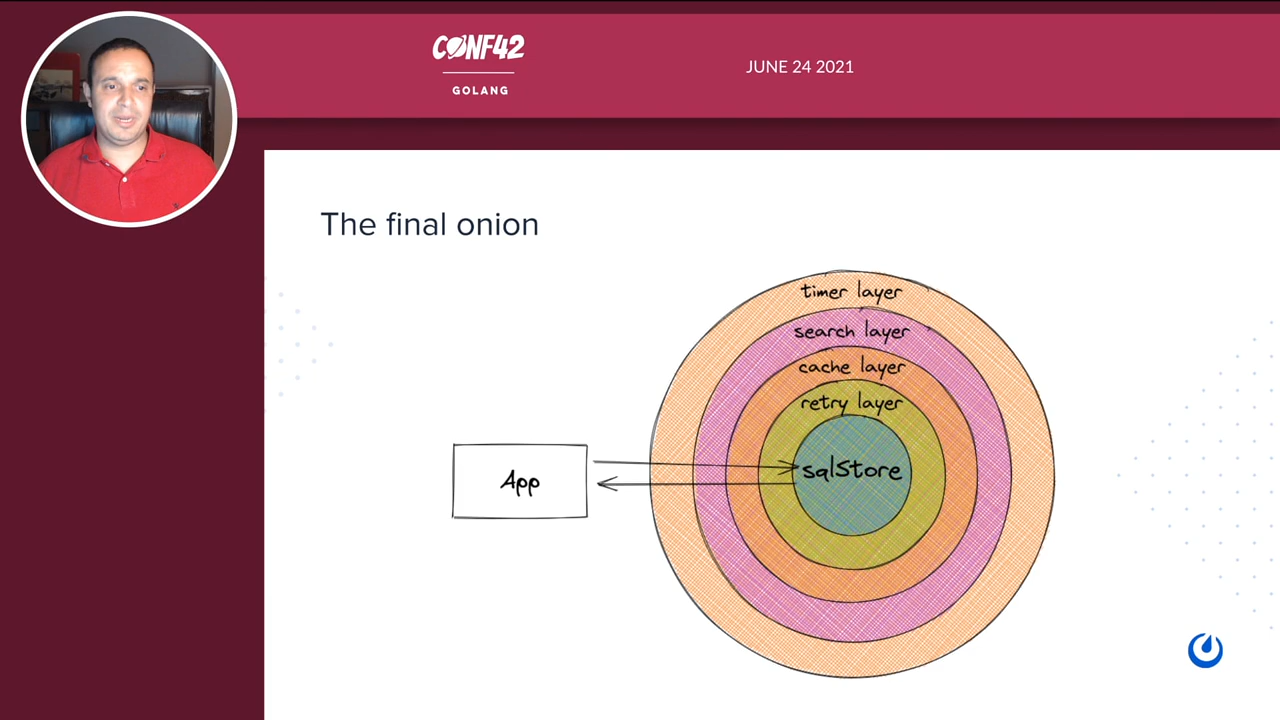 CONF42
GOLANG
JUNE 24 2021
The final onion
timer layer
search layer
cache layer
retry layer
sqlStore
App